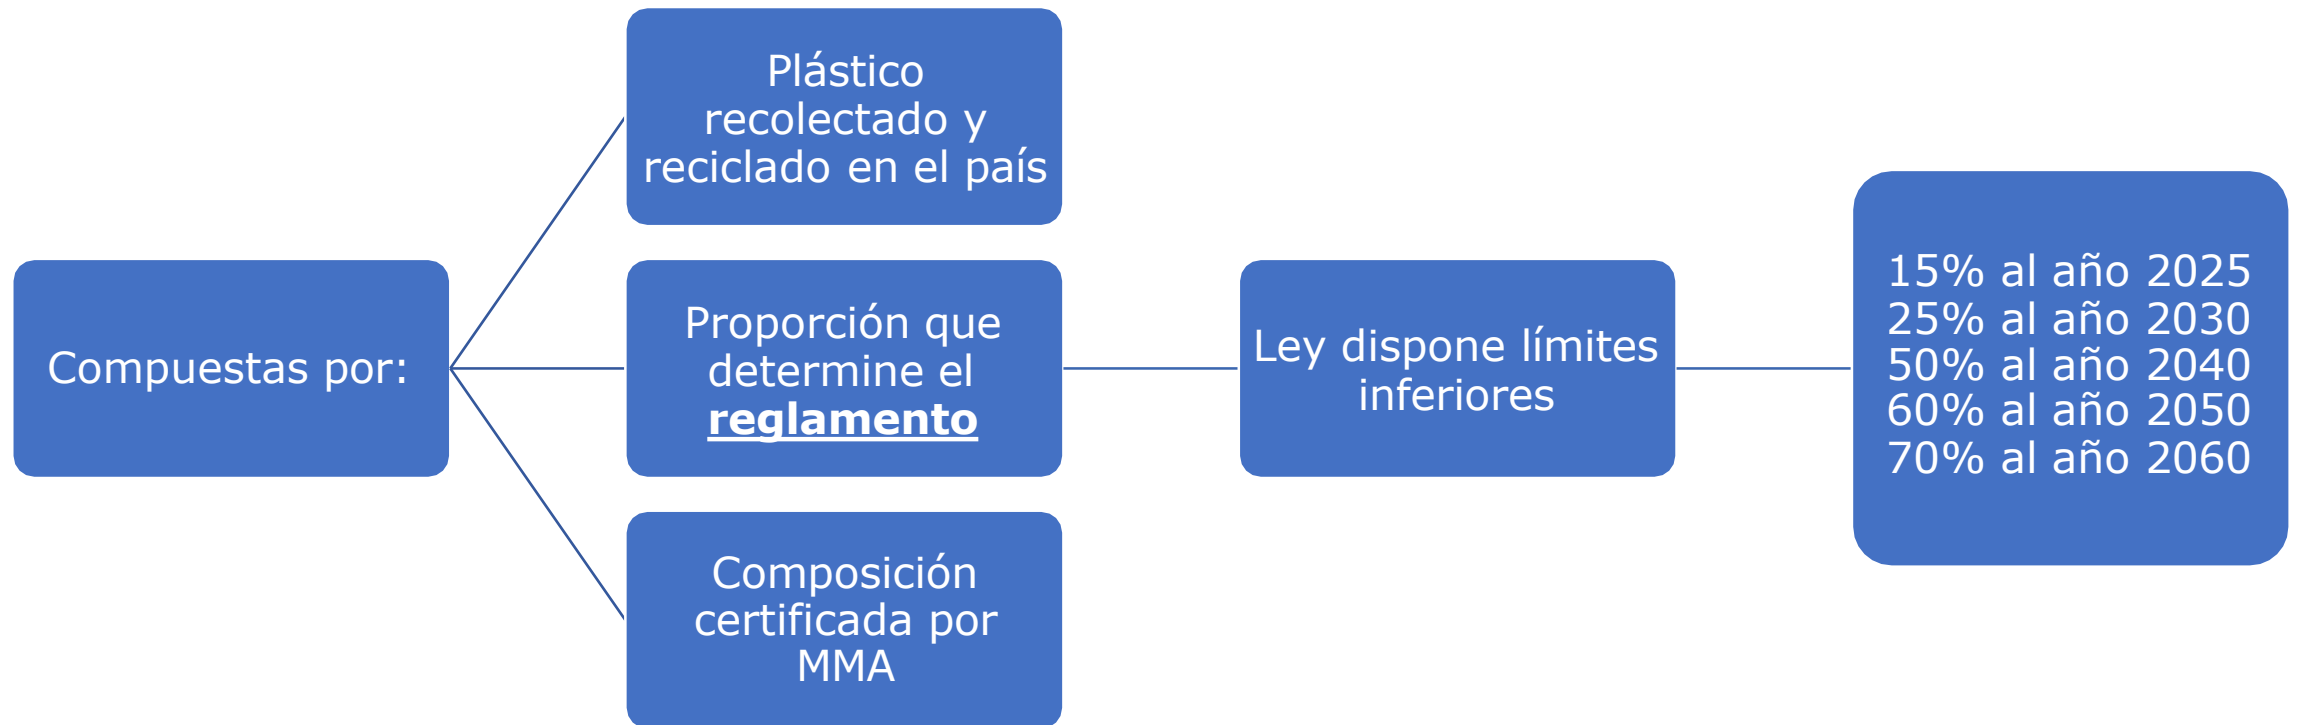 Compuestas por:
Plástico
recolectado y
reciclado en el país
Proporción que
determine el
reglamento
Composición
certificada por
MMA
Ley dispone límites
inferiores
15% al año 2025
25% al año 2030
50% al año 2040
60% al año 2050
70% al año 2060